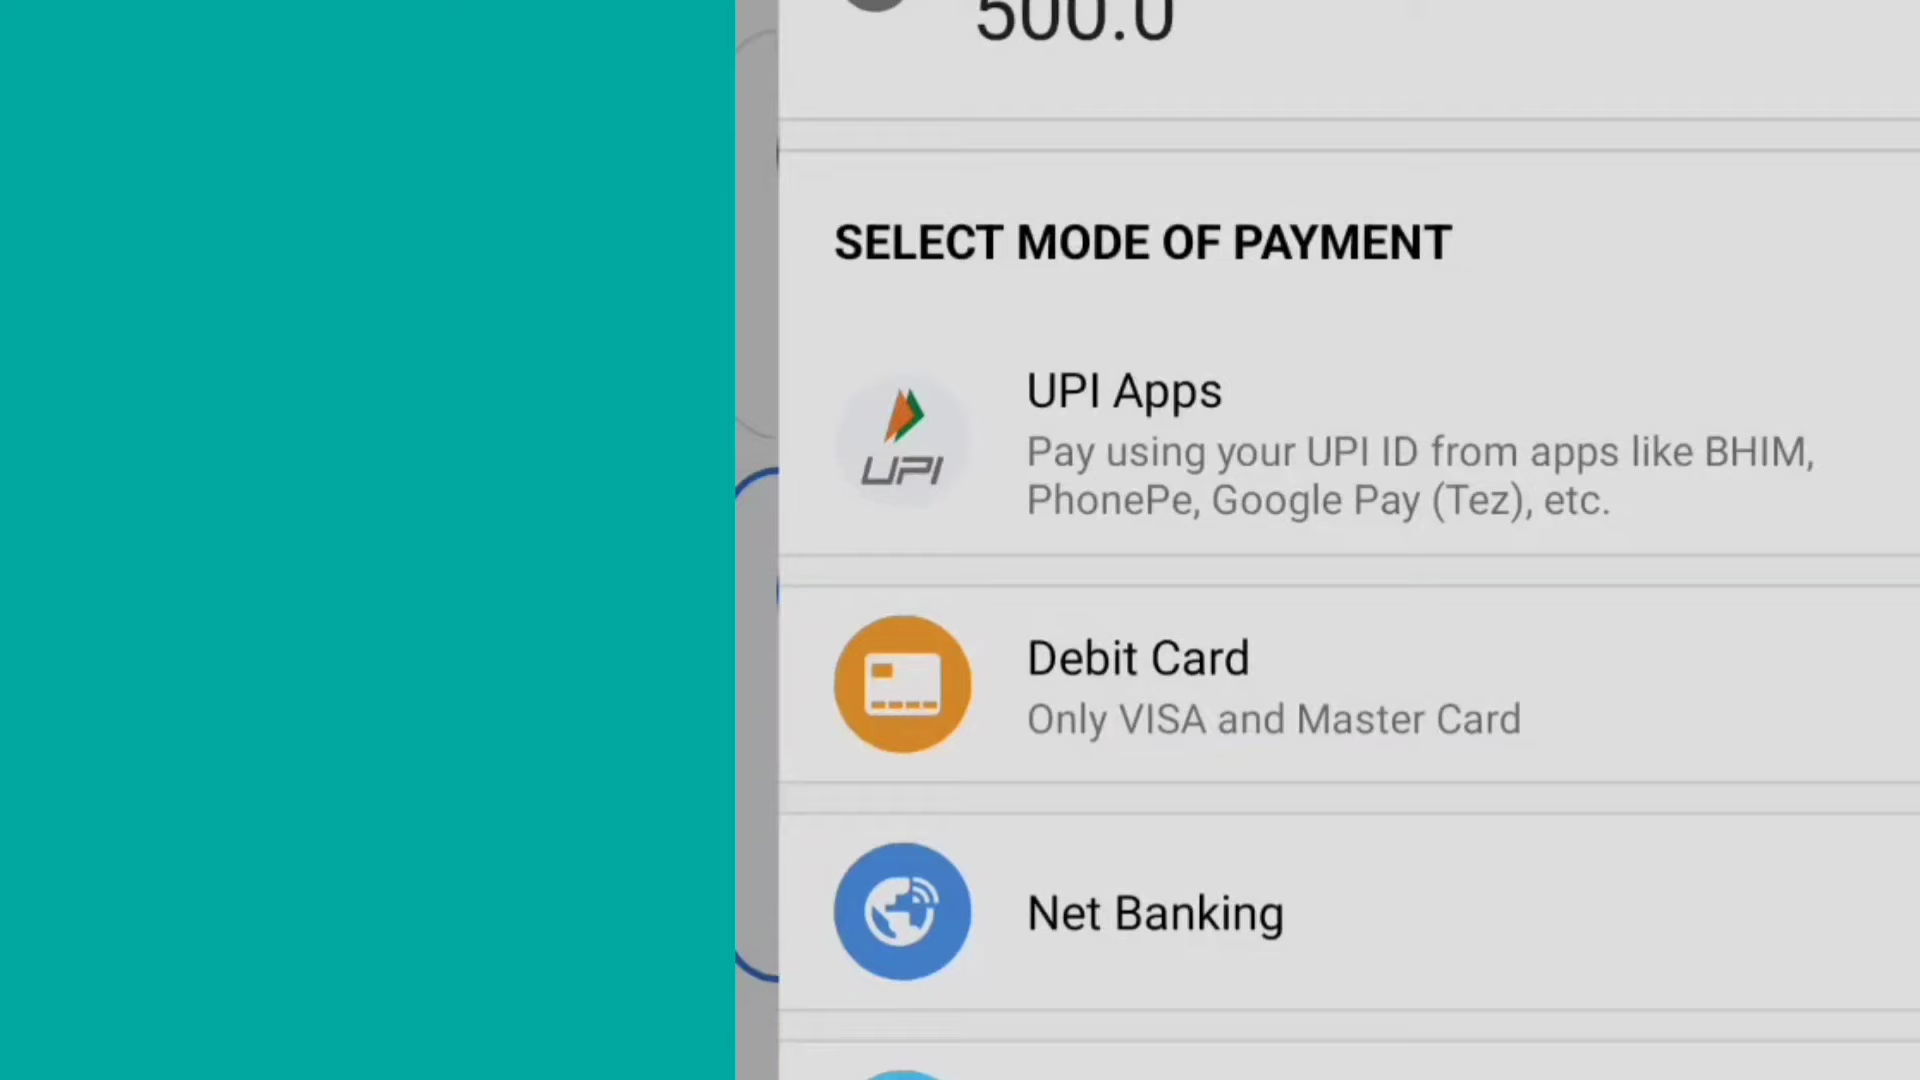 500.0
SELECT MODE OF PAYMENT
UPI Apps
Pay using your UPI ID from apps like BHIM,
PhonePe, Google Pay (Tez), etc.
UPI
Debit Card
Only VISA and Master Card
Net Banking